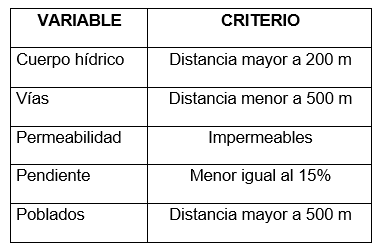 VARIABLE CRITERIO
Cuerpo hídrico Distancia mayor a 200 m
Vías Distancia menor a 500 m
Permeabilidad Impermeables
Pendiente Menor igual al 15%
Poblados Distancia mayor a 500 m